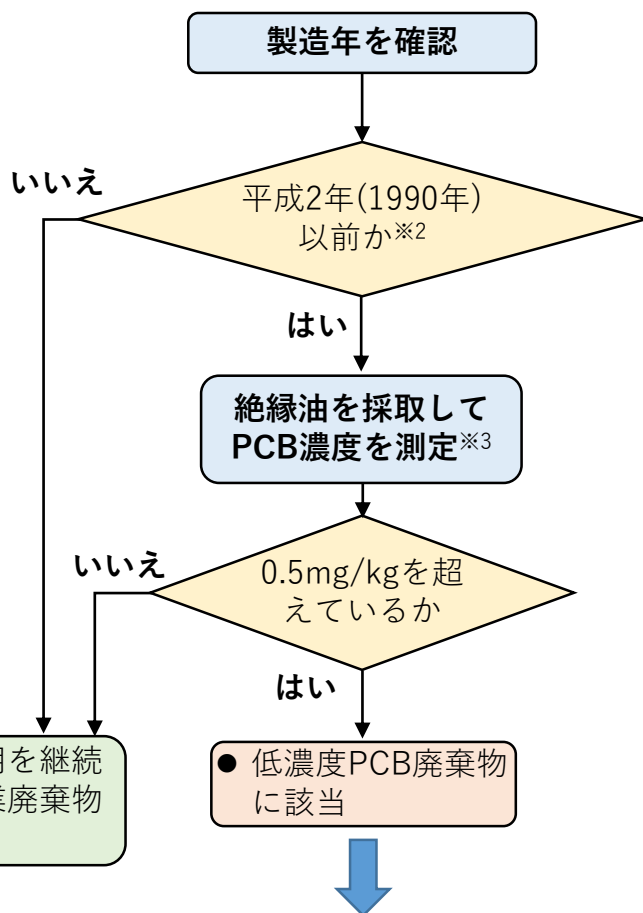 製造年を確認
いいえ
平成2年(1990年)
以前か※2
はい
絶縁油を採取して
PCB濃度を測定※3
いいえ
0.5mg/kgを超
えているか
はい
を継続
廃棄物
● 低濃度PCB廃棄物
に該当